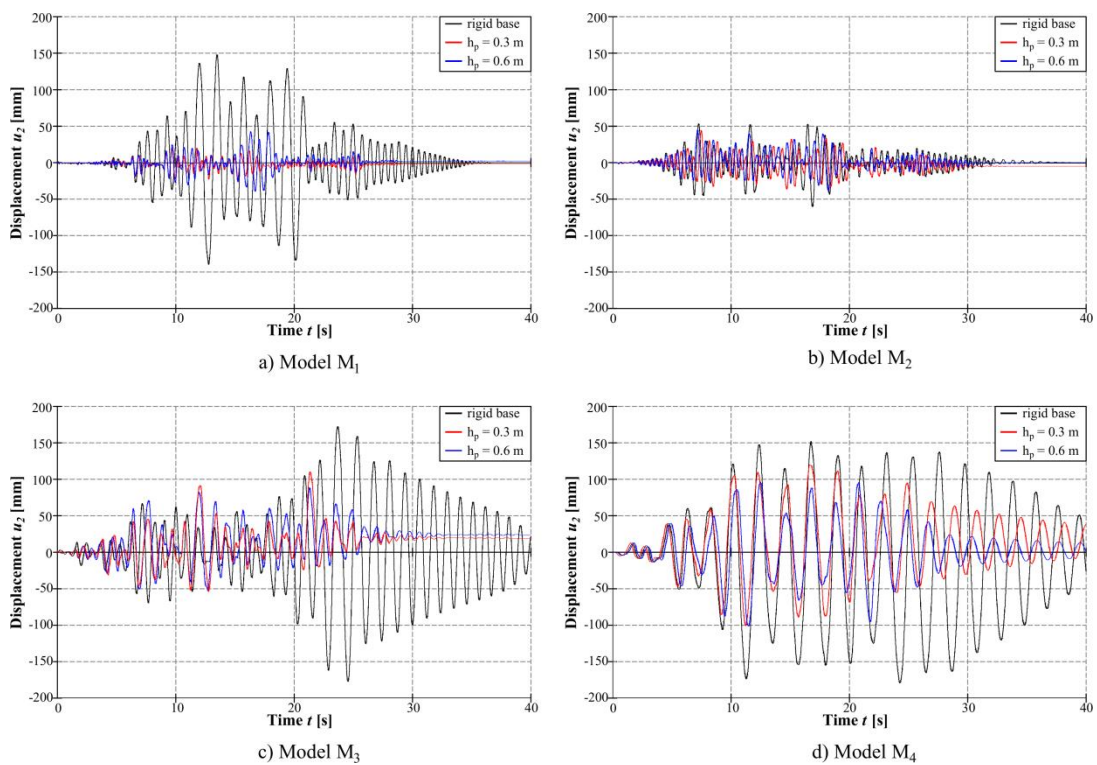 200
150
100
50
0
-50
-100
-150
-200
Displacement u₂ [mm]
rigid base
hₚ = 0.3 m
hₚ = 0.6 m
0 10 20 30 40
Time t [s]
a) Model M₁
200
150
100
50
0
-50
-100
-150
-200
Displacement u₂ [mm]
rigid base
hₚ = 0.3 m
hₚ = 0.6 m
0 10 20 30 40
Time t [s]
b) Model M₂
200
150
100
50
0
-50
-100
-150
-200
Displacement u₂ [mm]
rigid base
hₚ = 0.3 m
hₚ = 0.6 m
0 10 20 30 40
Time t [s]
c) Model M₃
200
150
100
50
0
-50
-100
-150
-200
Displacement u₂ [mm]
rigid base
hₚ = 0.3 m
hₚ = 0.6 m
0 10 20 30 40
Time t [s]
d) Model M₄